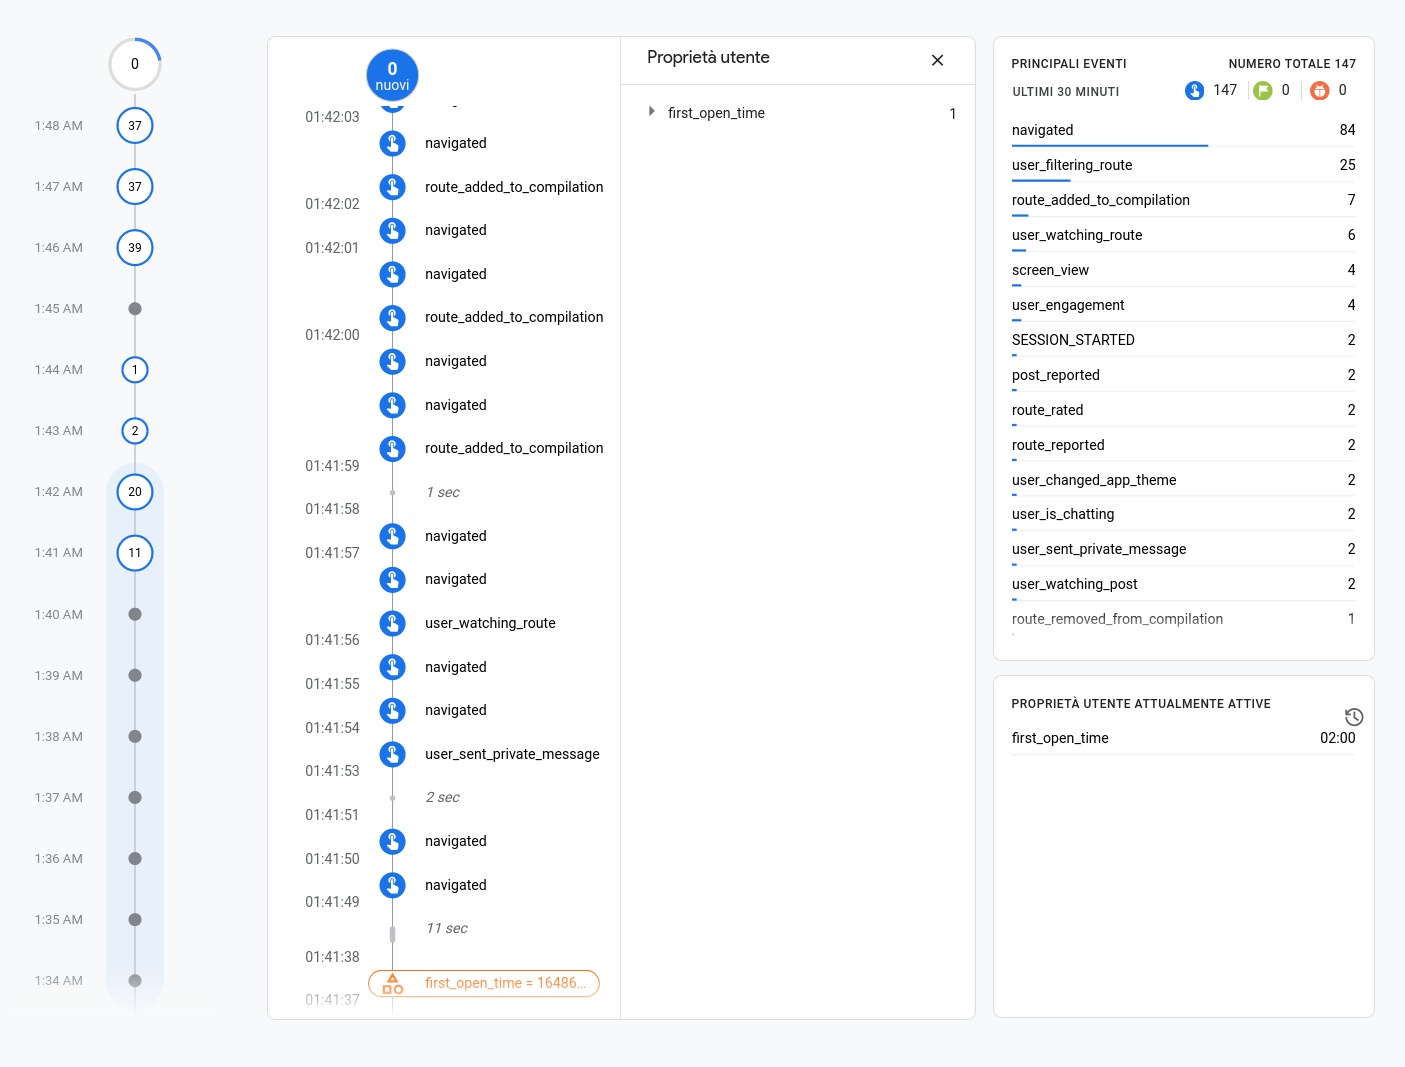 0
1:48 AM 37
1:47 AM 37
1:46 AM 39
1:45 AM
1:44 AM 1
1:43 AM 2
1:42 AM 20
1:41 AM 11
1:40 AM
1:39 AM
1:38 AM
1:37 AM
1:36 AM
1:35 AM
1:34 AM
0
nuovi
01:42:03
navigated
route_added_to_compilation
01:42:02
navigated
01:42:01
navigated
route_added_to_compilation
01:42:00
navigated
navigated
route_added_to_compilation
01:41:59
1 sec
01:41:58
navigated
01:41:57
navigated
user_watching_route
01:41:56
navigated
01:41:55
navigated
01:41:54
user_sent_private_message
01:41:53
2 sec
01:41:51
navigated
01:41:50
navigated
01:41:49
11 sec
01:41:38
first_open_time = 16486...
01:41:37
Proprietà utente
first_open_time 1
PRINCIPALI EVENTI NUMERO TOTALE 147
ULTIMI 30 MINUTI 147 0 0
navigated 84
user_filtering_route 25
route_added_to_compilation 7
user_watching_route 6
screen_view 4
user_engagement 4
SESSION_STARTED 2
post_reported 2
route_rated 2
route_reported 2
user_changed_app_theme 2
user_is_chatting 2
user_sent_private_message 2
user_watching_post 2
route_removed_from_compilation 1
PROPRIETÀ UTENTE ATTUALMENTE ATTIVE
first_open_time 02:00